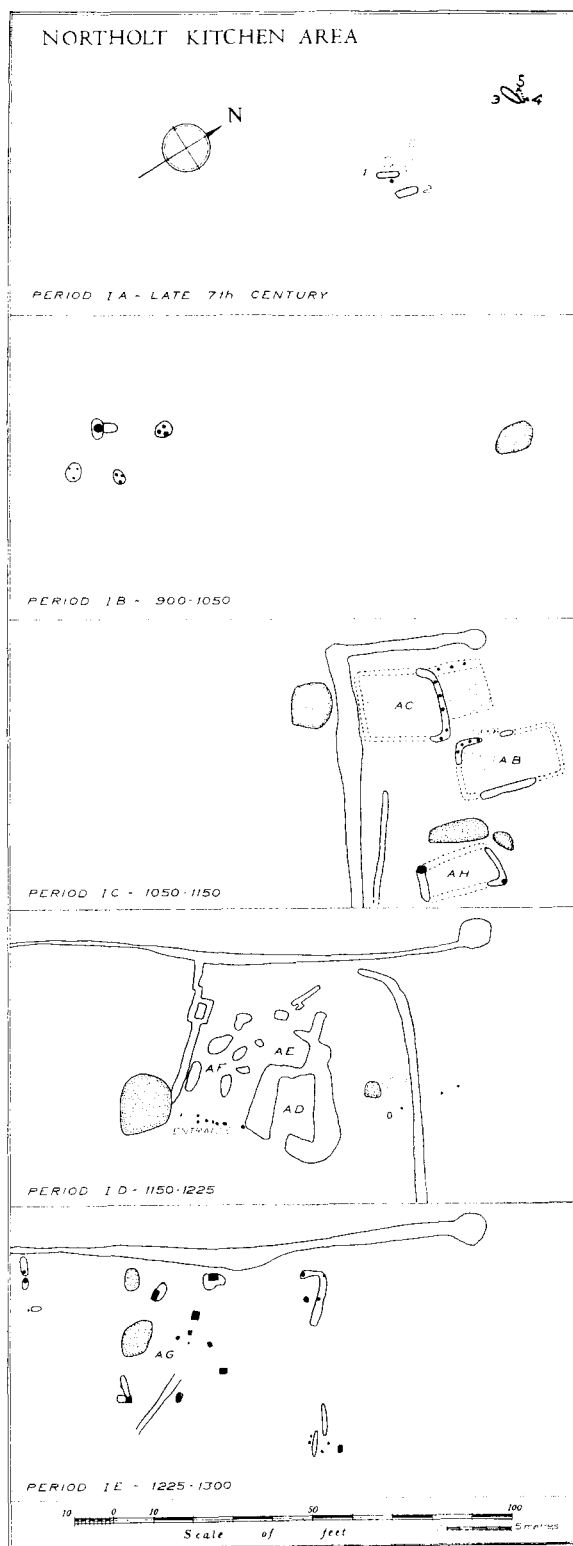 NORTHOLT KITCHEN AREA
5
3 4
N
1
2
PERIOD IA - LATE 7th CENTURY
PERIOD IB - 900-1050
AC
AB
AH
PERIOD IC - 1050-1150
AE
AF
AD
ENTRANCE
PERIOD ID - 1150-1225
AG
PERIOD IE - 1225-1300
10 0 10 50 100
Scale of feet
5 metres